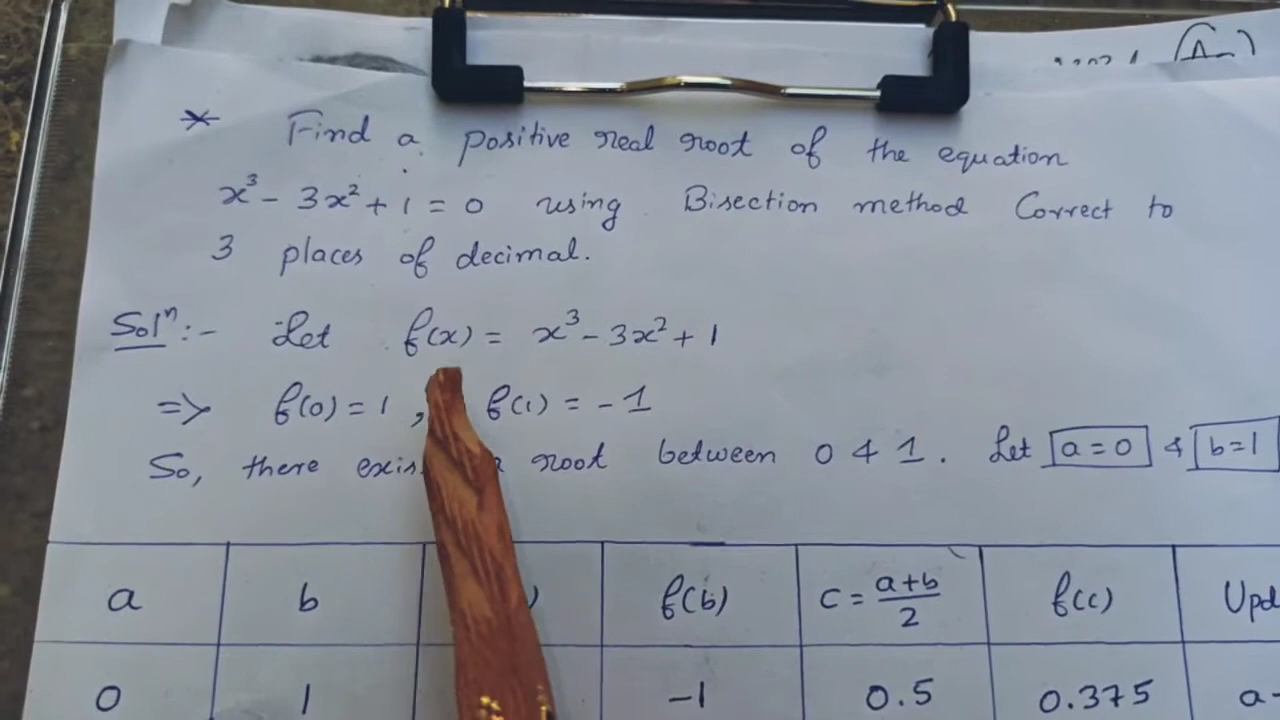 * Find a positive real root of the equation
x³ - 3x² + 1 = 0 using Bisection method Correct to
3 places of decimal.
Solⁿ:- Let f(x) = x³ - 3x² + 1
=> f(0) = 1 , f(1) = -1
So, there root between 0 & 1. Let a = 0 & b = 1
a b f(b) c = a+b/2 f(c)
0 1 -1 0.5 0.375